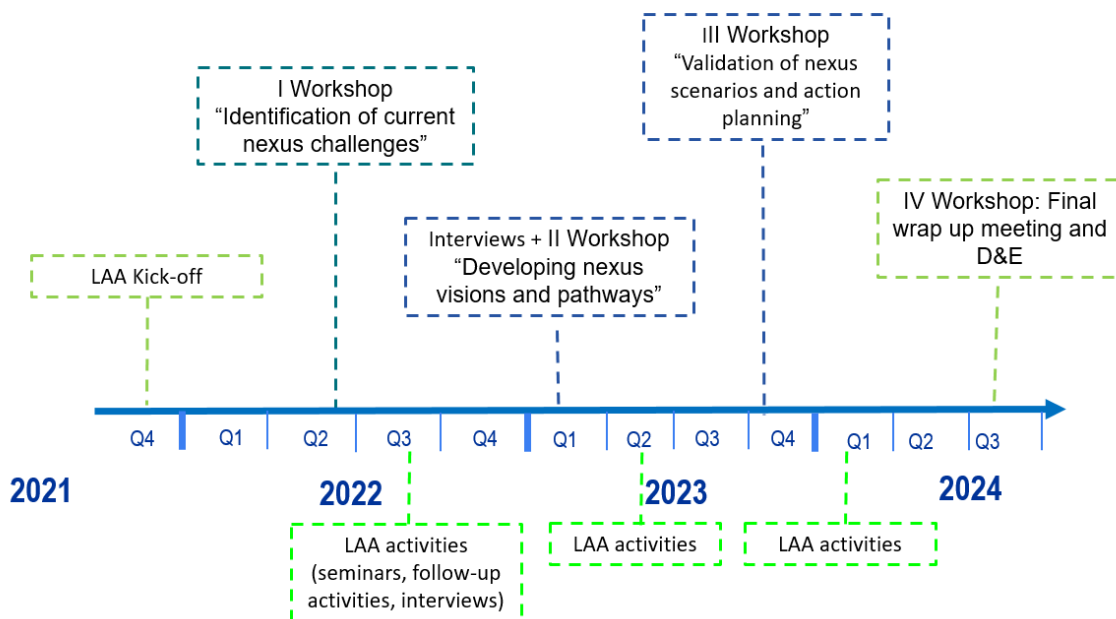 I Workshop
“Identification of current
nexus challenges”
III Workshop
“Validation of nexus
scenarios and action
planning”
LAA Kick-off
Interviews + II Workshop
“Developing nexus
visions and pathways”
IV Workshop: Final
wrap up meeting and
D&E
Q4 Q1 Q2 Q3 Q4 Q1 Q2 Q3 Q4 Q1 Q2 Q3
2021 2022 2023 2024
LAA activities
(seminars, follow-up
activities, interviews)
LAA activities
LAA activities